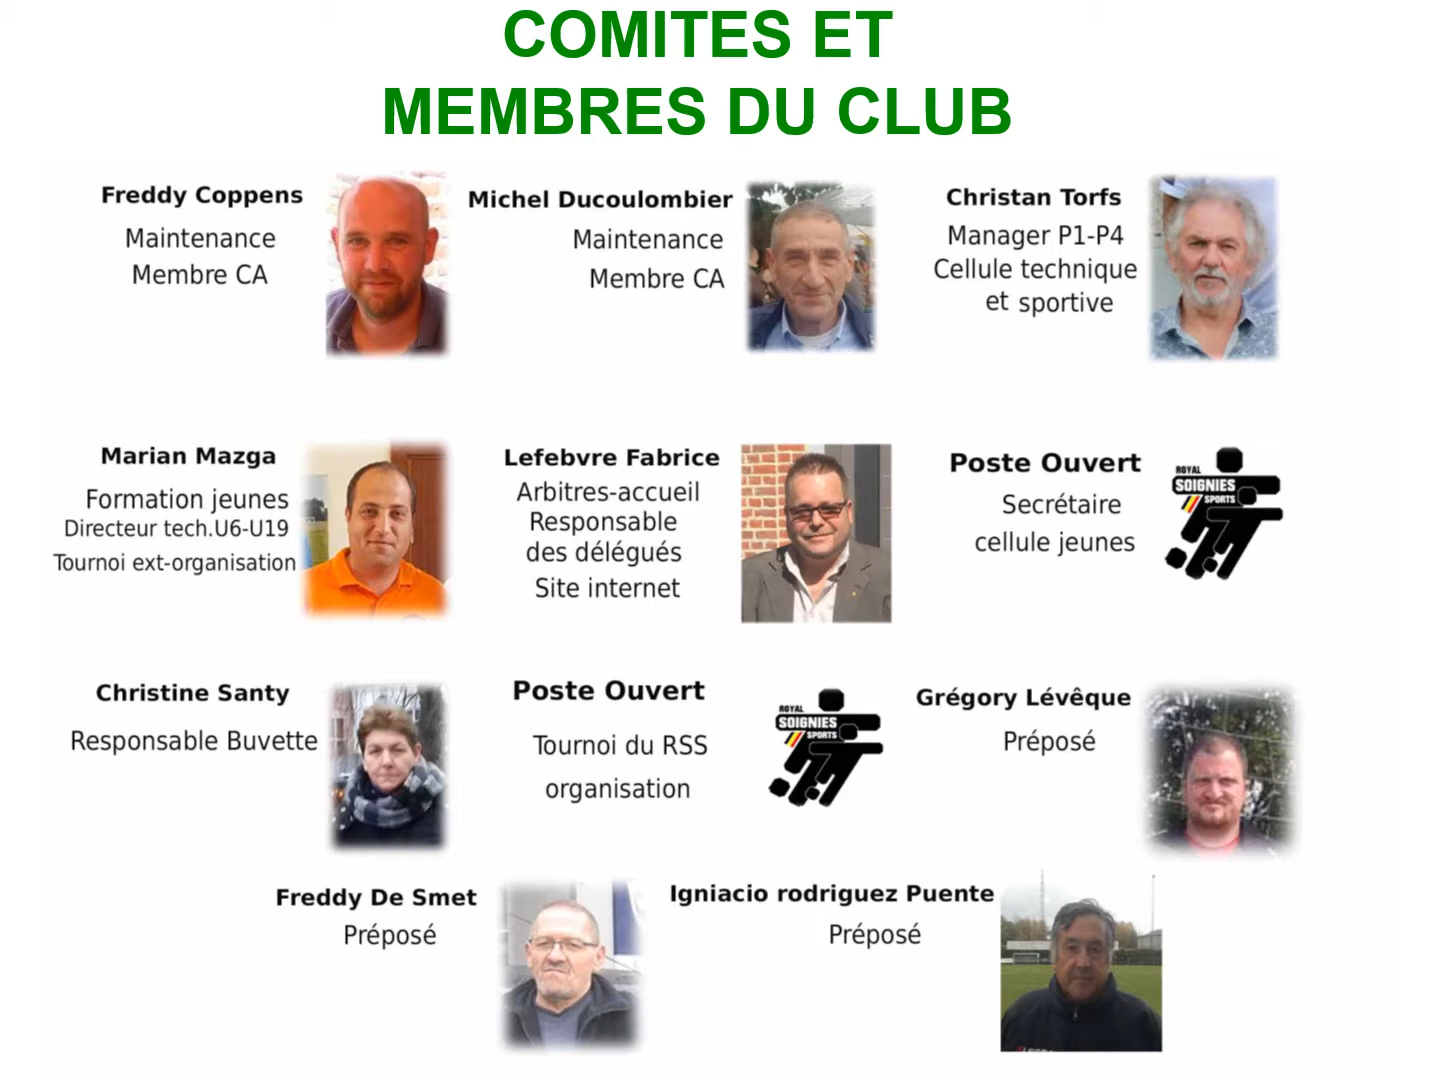 COMITES ET
MEMBRES DU CLUB
Freddy Coppens
Maintenance
Membre CA
Michel Ducoulombier
Maintenance
Membre CA
Christan Torfs
Manager P1-P4
Cellule technique
et sportive
Marian Mazga
Formation jeunes
Directeur tech.U6-U19
Tournoi ext-organisation
Lefebvre Fabrice
Arbitres-accueil
Responsable
des délégués
Site internet
Poste Ouvert
Secrétaire
cellule jeunes
ROYAL
SOIGNIES
SPORTS
Christine Santy
Responsable Buvette
Poste Ouvert
Tournoi du RSS
organisation
ROYAL
SOIGNIES
SPORTS
Grégory Lévêque
Préposé
Freddy De Smet
Préposé
Igniacio rodriguez Puente
Préposé